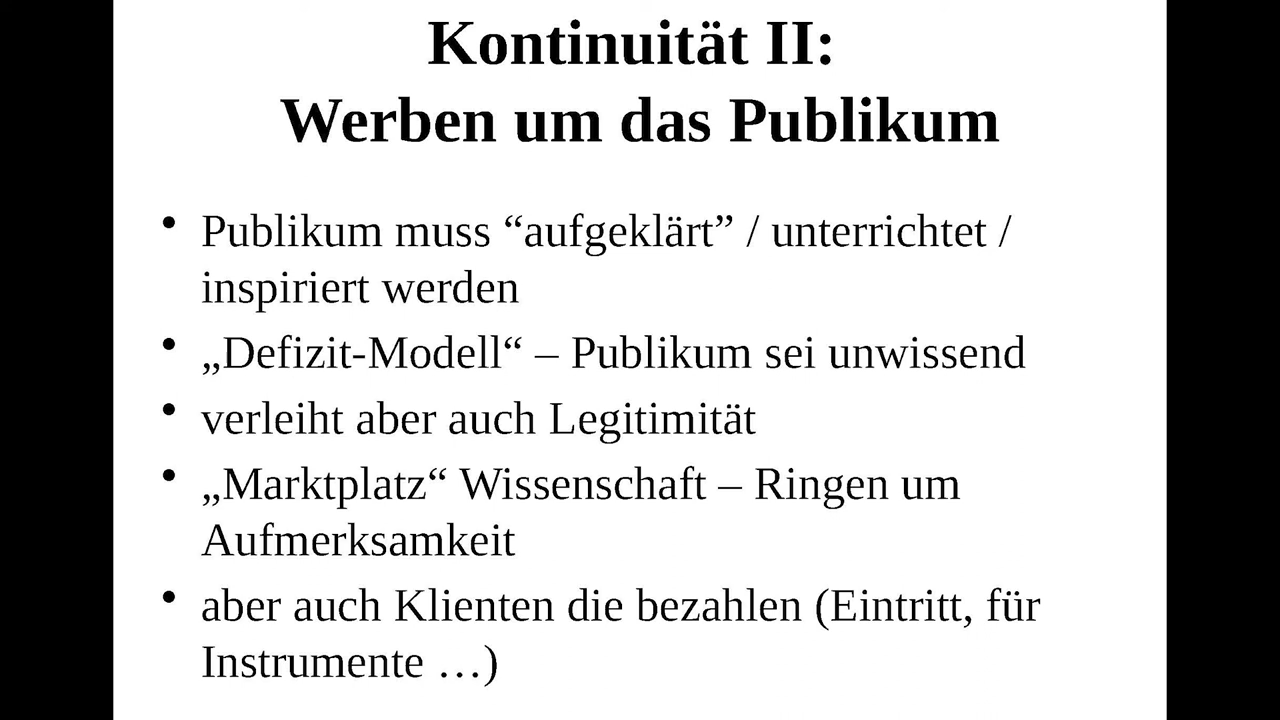 Kontinuität II:
Werben um das Publikum
• Publikum muss “aufgeklärt” / unterrichtet /
inspiriert werden
• „Defizit-Modell“ – Publikum sei unwissend
• verleiht aber auch Legitimität
• „Marktplatz“ Wissenschaft – Ringen um
Aufmerksamkeit
• aber auch Klienten die bezahlen (Eintritt, für
Instrumente …)